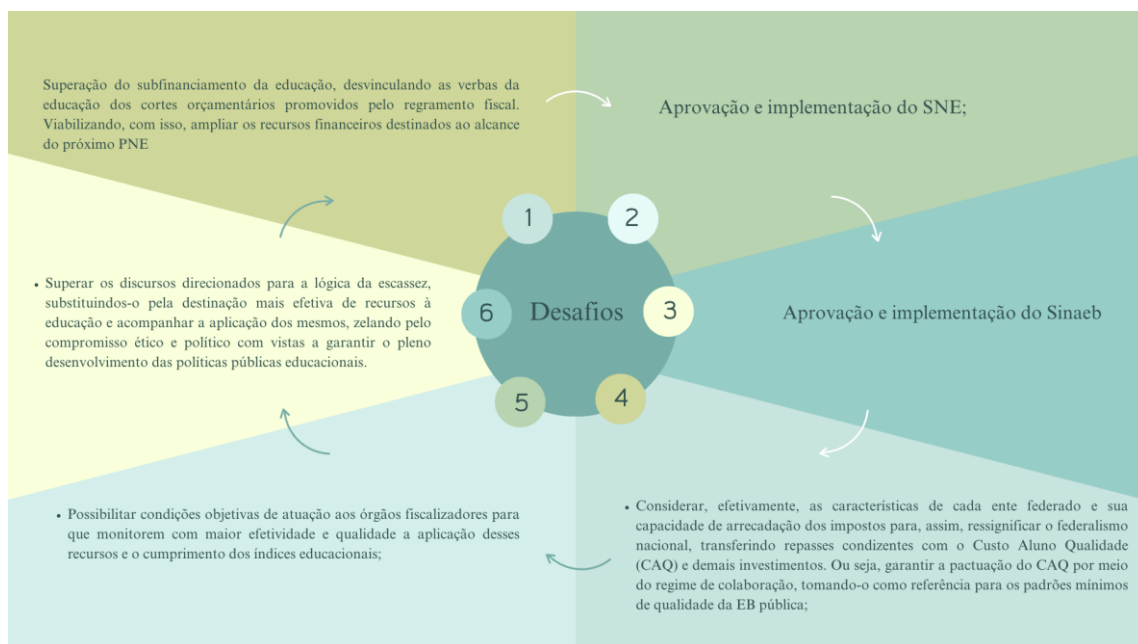 Superação do subfinanciamento da educação, desvinculando as verbas da
educação dos cortes orçamentários promovidos pelo regramento fiscal.
Viabilizando, com isso, ampliar os recursos financeiros destinados ao alcance
do próximo PNE
Aprovação e implementação do SNE;
1
2
• Superar os discursos direcionados para a lógica da escassez,
substituindos-o pela destinação mais efetiva de recursos à
educação e acompanhar a aplicação dos mesmos, zelando pelo
compromisso ético e político com vistas a garantir o pleno
desenvolvimento das políticas públicas educacionais.
6
Desafios
3
Aprovação e implementação do Sinaeb
5
4
• Possibilitar condições objetivas de atuação aos órgãos fiscalizadores para
que monitorem com maior efetividade e qualidade a aplicação desses
recursos e o cumprimento dos índices educacionais;
• Considerar, efetivamente, as características de cada ente federado e sua
capacidade de arrecadação dos impostos para, assim, ressignificar o federalismo
nacional, transferindo repasses condizentes com o Custo Aluno Qualidade
(CAQ) e demais investimentos. Ou seja, garantir a pactuação do CAQ por meio
do regime de colaboração, tomando-o como referência para os padrões mínimos
de qualidade da EB pública;